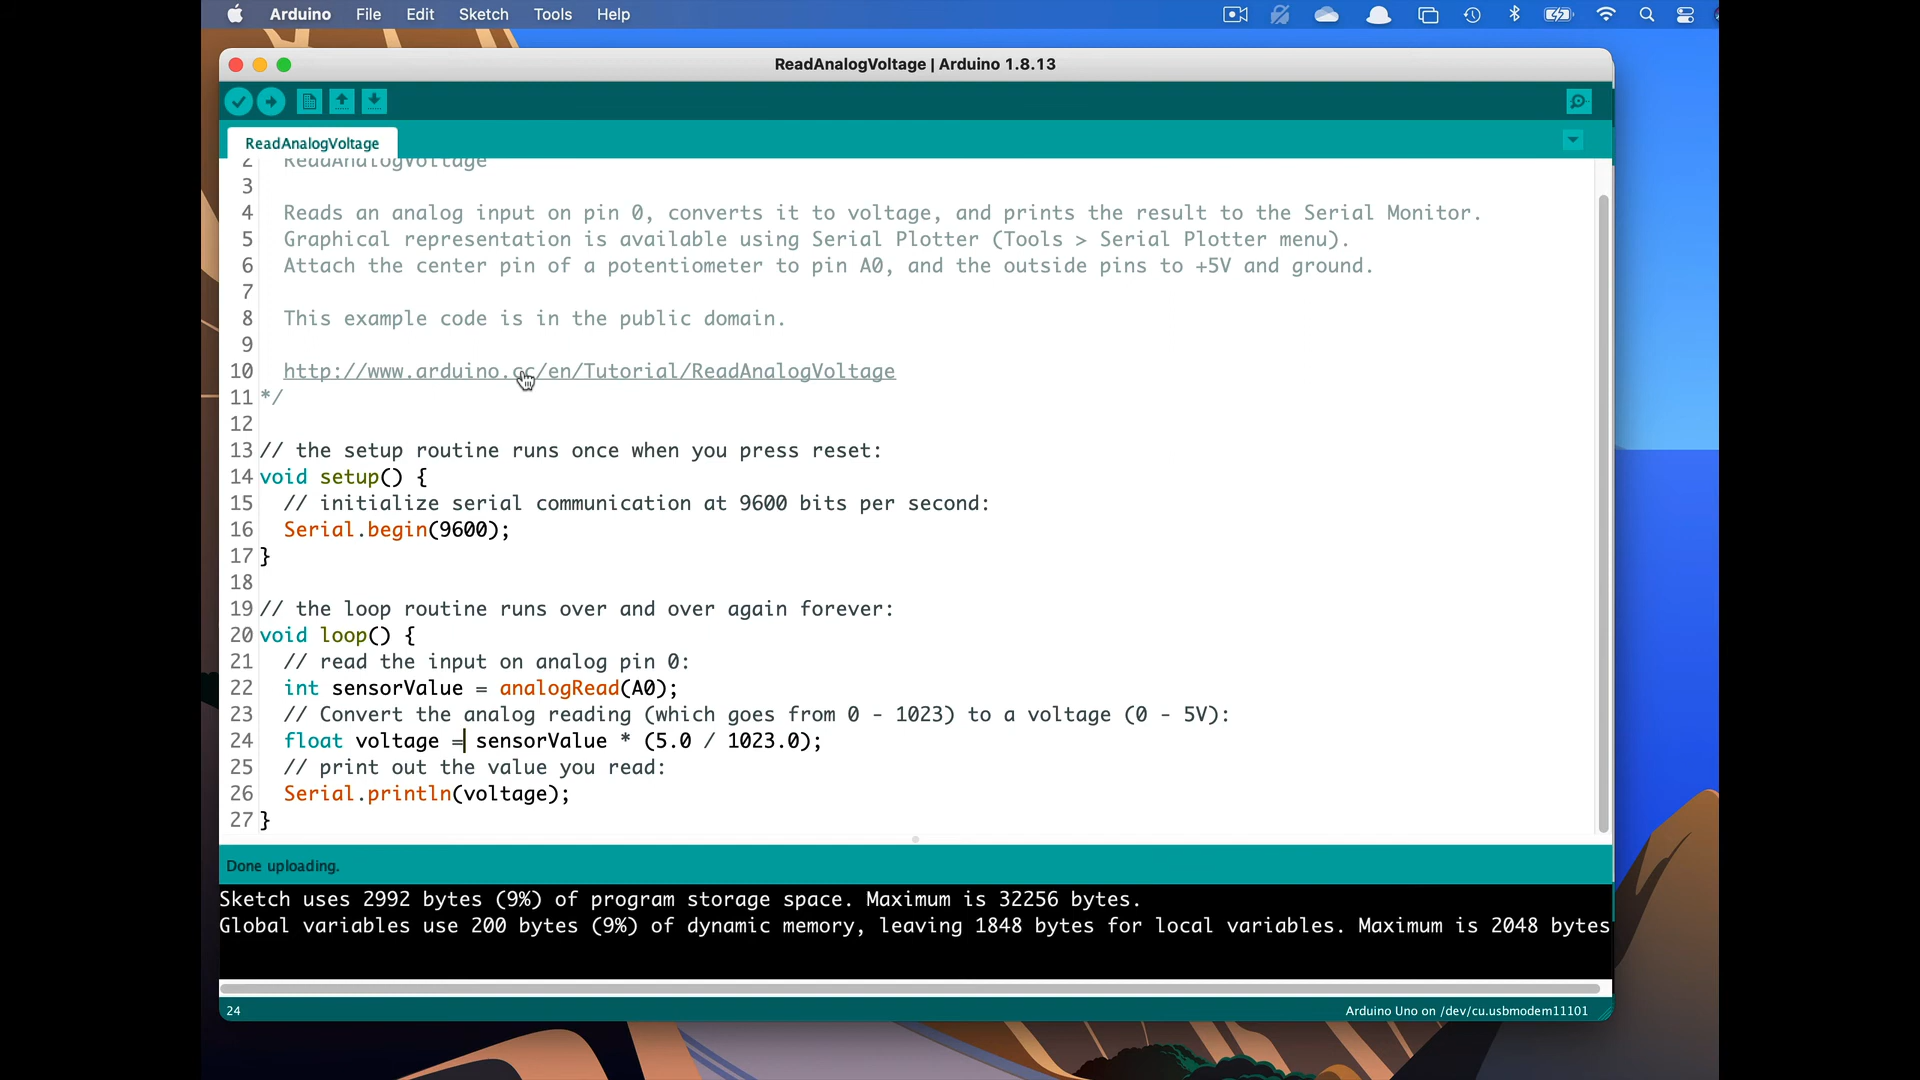 Arduino File Edit Sketch Tools Help
ReadAnalogVoltage | Arduino 1.8.13
ReadAnalogVoltage
2 ReadAnalogVoltage
3
4 Reads an analog input on pin 0, converts it to voltage, and prints the result to the Serial Monitor.
5 Graphical representation is available using Serial Plotter (Tools > Serial Plotter menu).
6 Attach the center pin of a potentiometer to pin A0, and the outside pins to +5V and ground.
7
8 This example code is in the public domain.
9
10 http://www.arduino.cc/en/Tutorial/ReadAnalogVoltage
11 */
12
13 // the setup routine runs once when you press reset:
14 void setup() {
15 // initialize serial communication at 9600 bits per second:
16 Serial.begin(9600);
17 }
18
19 // the loop routine runs over and over again forever:
20 void loop() {
21 // read the input on analog pin 0:
22 int sensorValue = analogRead(A0);
23 // Convert the analog reading (which goes from 0 - 1023) to a voltage (0 - 5V):
24 float voltage = sensorValue * (5.0 / 1023.0);
25 // print out the value you read:
26 Serial.println(voltage);
27 }
Done uploading.
Sketch uses 2992 bytes (9%) of program storage space. Maximum is 32256 bytes.
Global variables use 200 bytes (9%) of dynamic memory, leaving 1848 bytes for local variables. Maximum is 2048 bytes
24 Arduino Uno on /dev/cu.usbmodem11101